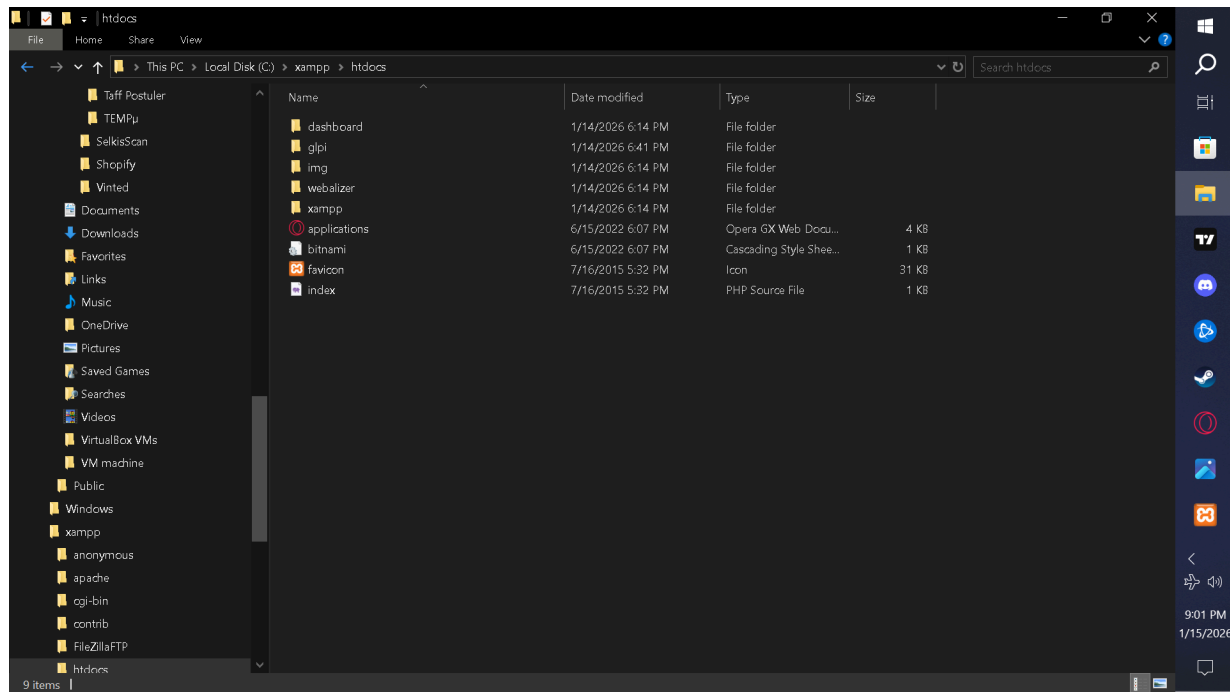 htdocs
File Home Share View
This PC > Local Disk (C:) > xampp > htdocs
Search htdocs
Taff Postuler
TEMPµ
SelkisScan
Shopify
Vinted
Documents
Downloads
Favorites
Links
Music
OneDrive
Pictures
Saved Games
Searches
Videos
VirtualBox VMs
VM machine
Public
Windows
xampp
anonymous
apache
cgi-bin
contrib
FileZillaFTP
htdocs
Name Date modified Type Size
dashboard 1/14/2026 6:14 PM File folder
glpi 1/14/2026 6:41 PM File folder
img 1/14/2026 6:14 PM File folder
webalizer 1/14/2026 6:14 PM File folder
xampp 1/14/2026 6:14 PM File folder
applications 6/15/2022 6:07 PM Opera GX Web Docu... 4 KB
bitnami 6/15/2022 6:07 PM Cascading Style Shee... 1 KB
favicon 7/16/2015 5:32 PM Icon 31 KB
index 7/16/2015 5:32 PM PHP Source File 1 KB
9 items
9:01 PM
1/15/2026